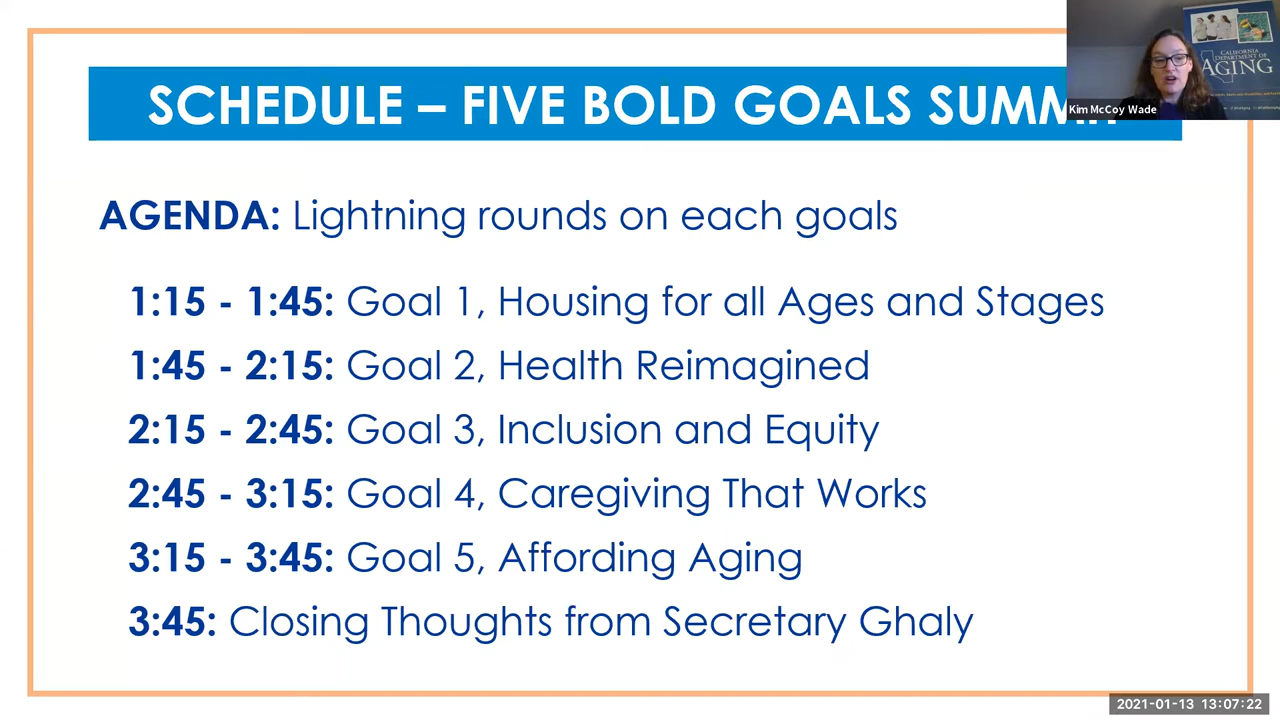 SCHEDULE – FIVE BOLD GOALS SUMMIT
CALIFORNIA
DEPARTMENT OF
AGING
Kim McCoy Wade
AGENDA: Lightning rounds on each goals
1:15 - 1:45: Goal 1, Housing for all Ages and Stages
1:45 - 2:15: Goal 2, Health Reimagined
2:15 - 2:45: Goal 3, Inclusion and Equity
2:45 - 3:15: Goal 4, Caregiving That Works
3:15 - 3:45: Goal 5, Affording Aging
3:45: Closing Thoughts from Secretary Ghaly
2021-01-13 13:07:22